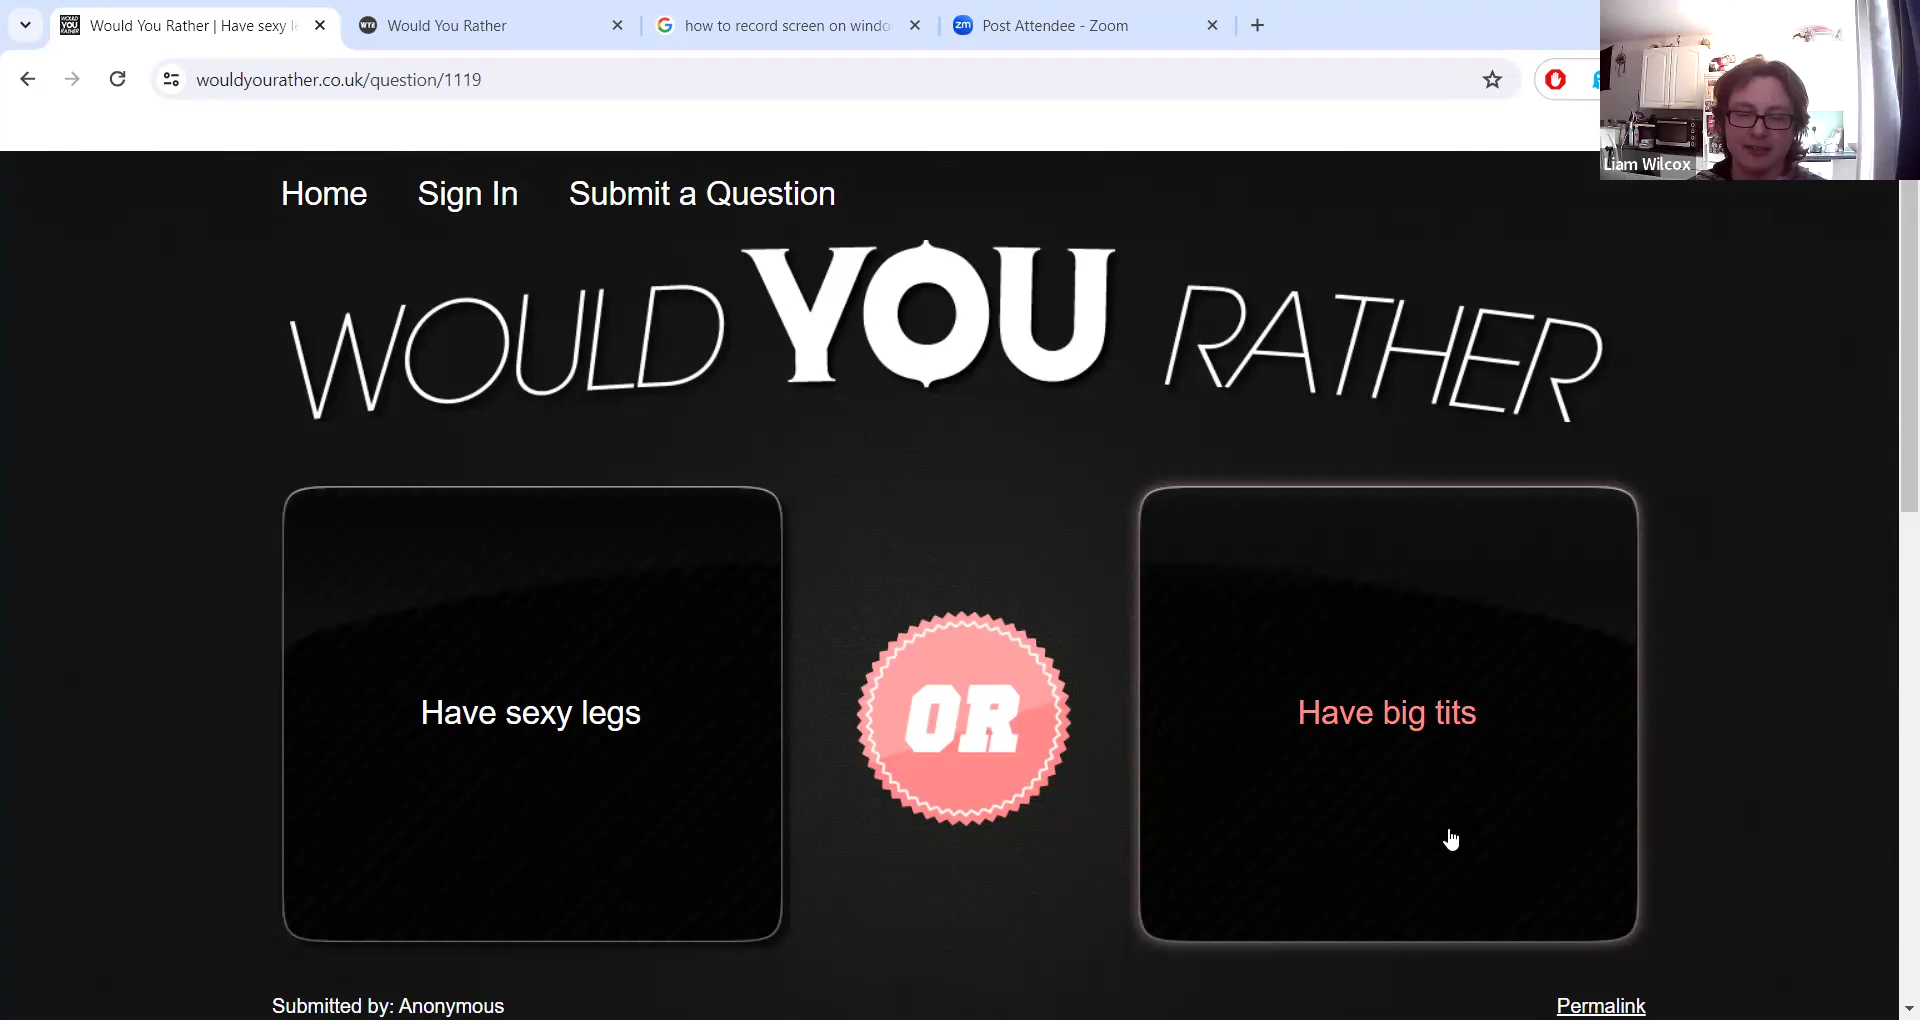 Would You Rather | Have sexy l
Would You Rather
how to record screen on windo
Post Attendee - Zoom
wouldyourather.co.uk/question/1119
Liam Wilcox
Home
Sign In
Submit a Question
WOULD YOU RATHER
Have sexy legs
OR
Have big tits
Submitted by: Anonymous
Permalink